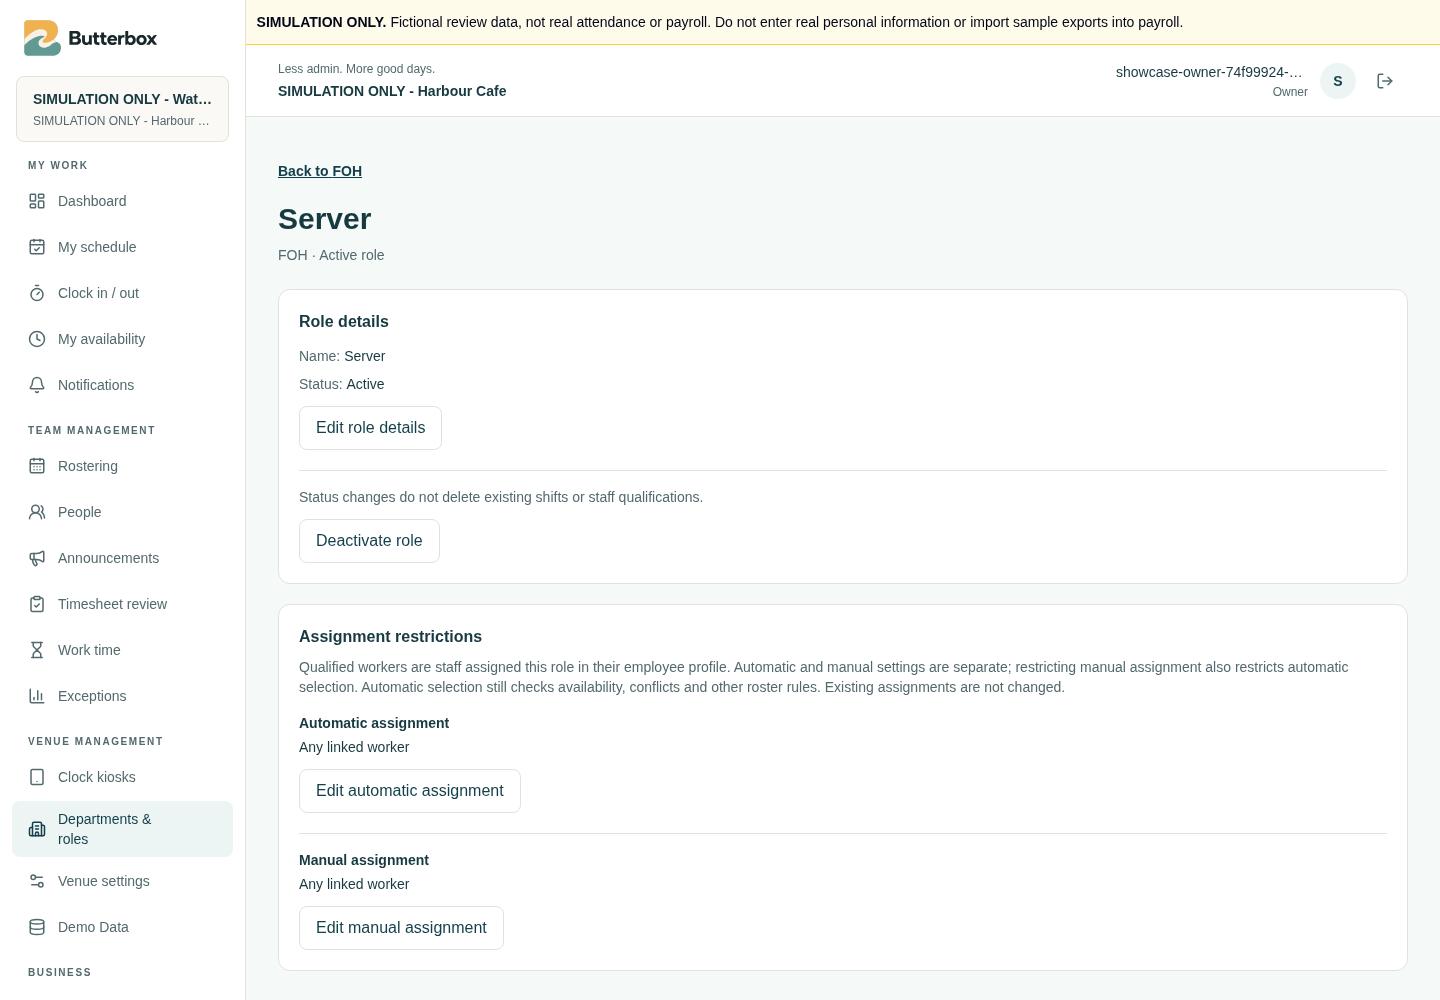 Butterbox
SIMULATION ONLY - Wat...
SIMULATION ONLY - Harbour ...
MY WORK
Dashboard
My schedule
Clock in / out
My availability
Notifications
TEAM MANAGEMENT
Rostering
People
Announcements
Timesheet review
Work time
Exceptions
VENUE MANAGEMENT
Clock kiosks
Departments &
roles
Venue settings
Demo Data
BUSINESS
SIMULATION ONLY. Fictional review data, not real attendance or payroll. Do not enter real personal information or import sample exports into payroll.
Less admin. More good days.
SIMULATION ONLY - Harbour Cafe
showcase-owner-74f99924-...
Owner
S
Back to FOH
Server
FOH · Active role
Role details
Name: Server
Status: Active
Edit role details
Status changes do not delete existing shifts or staff qualifications.
Deactivate role
Assignment restrictions
Qualified workers are staff assigned this role in their employee profile. Automatic and manual settings are separate; restricting manual assignment also restricts automatic
selection. Automatic selection still checks availability, conflicts and other roster rules. Existing assignments are not changed.
Automatic assignment
Any linked worker
Edit automatic assignment
Manual assignment
Any linked worker
Edit manual assignment